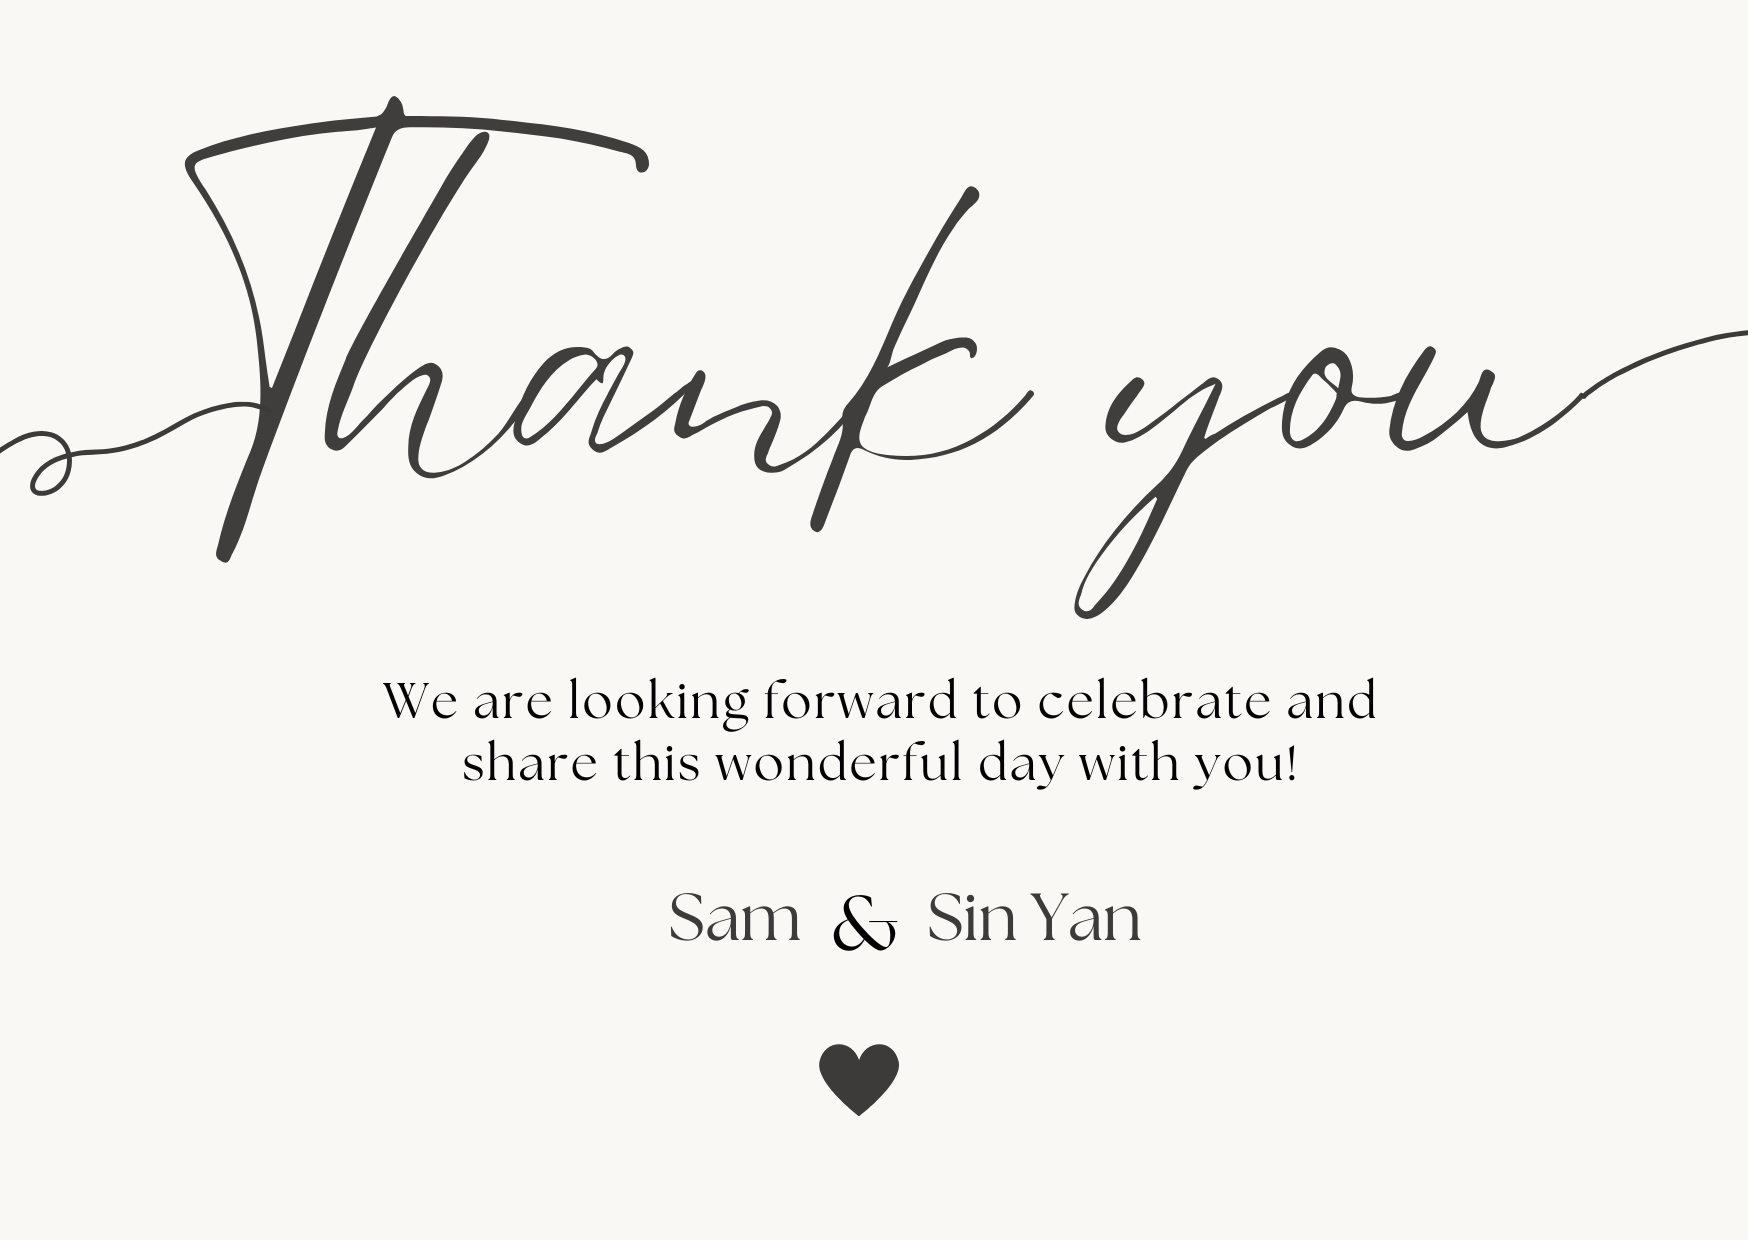 Thank you
We are looking forward to celebrate and
share this wonderful day with you!
Sam & Sin Yan